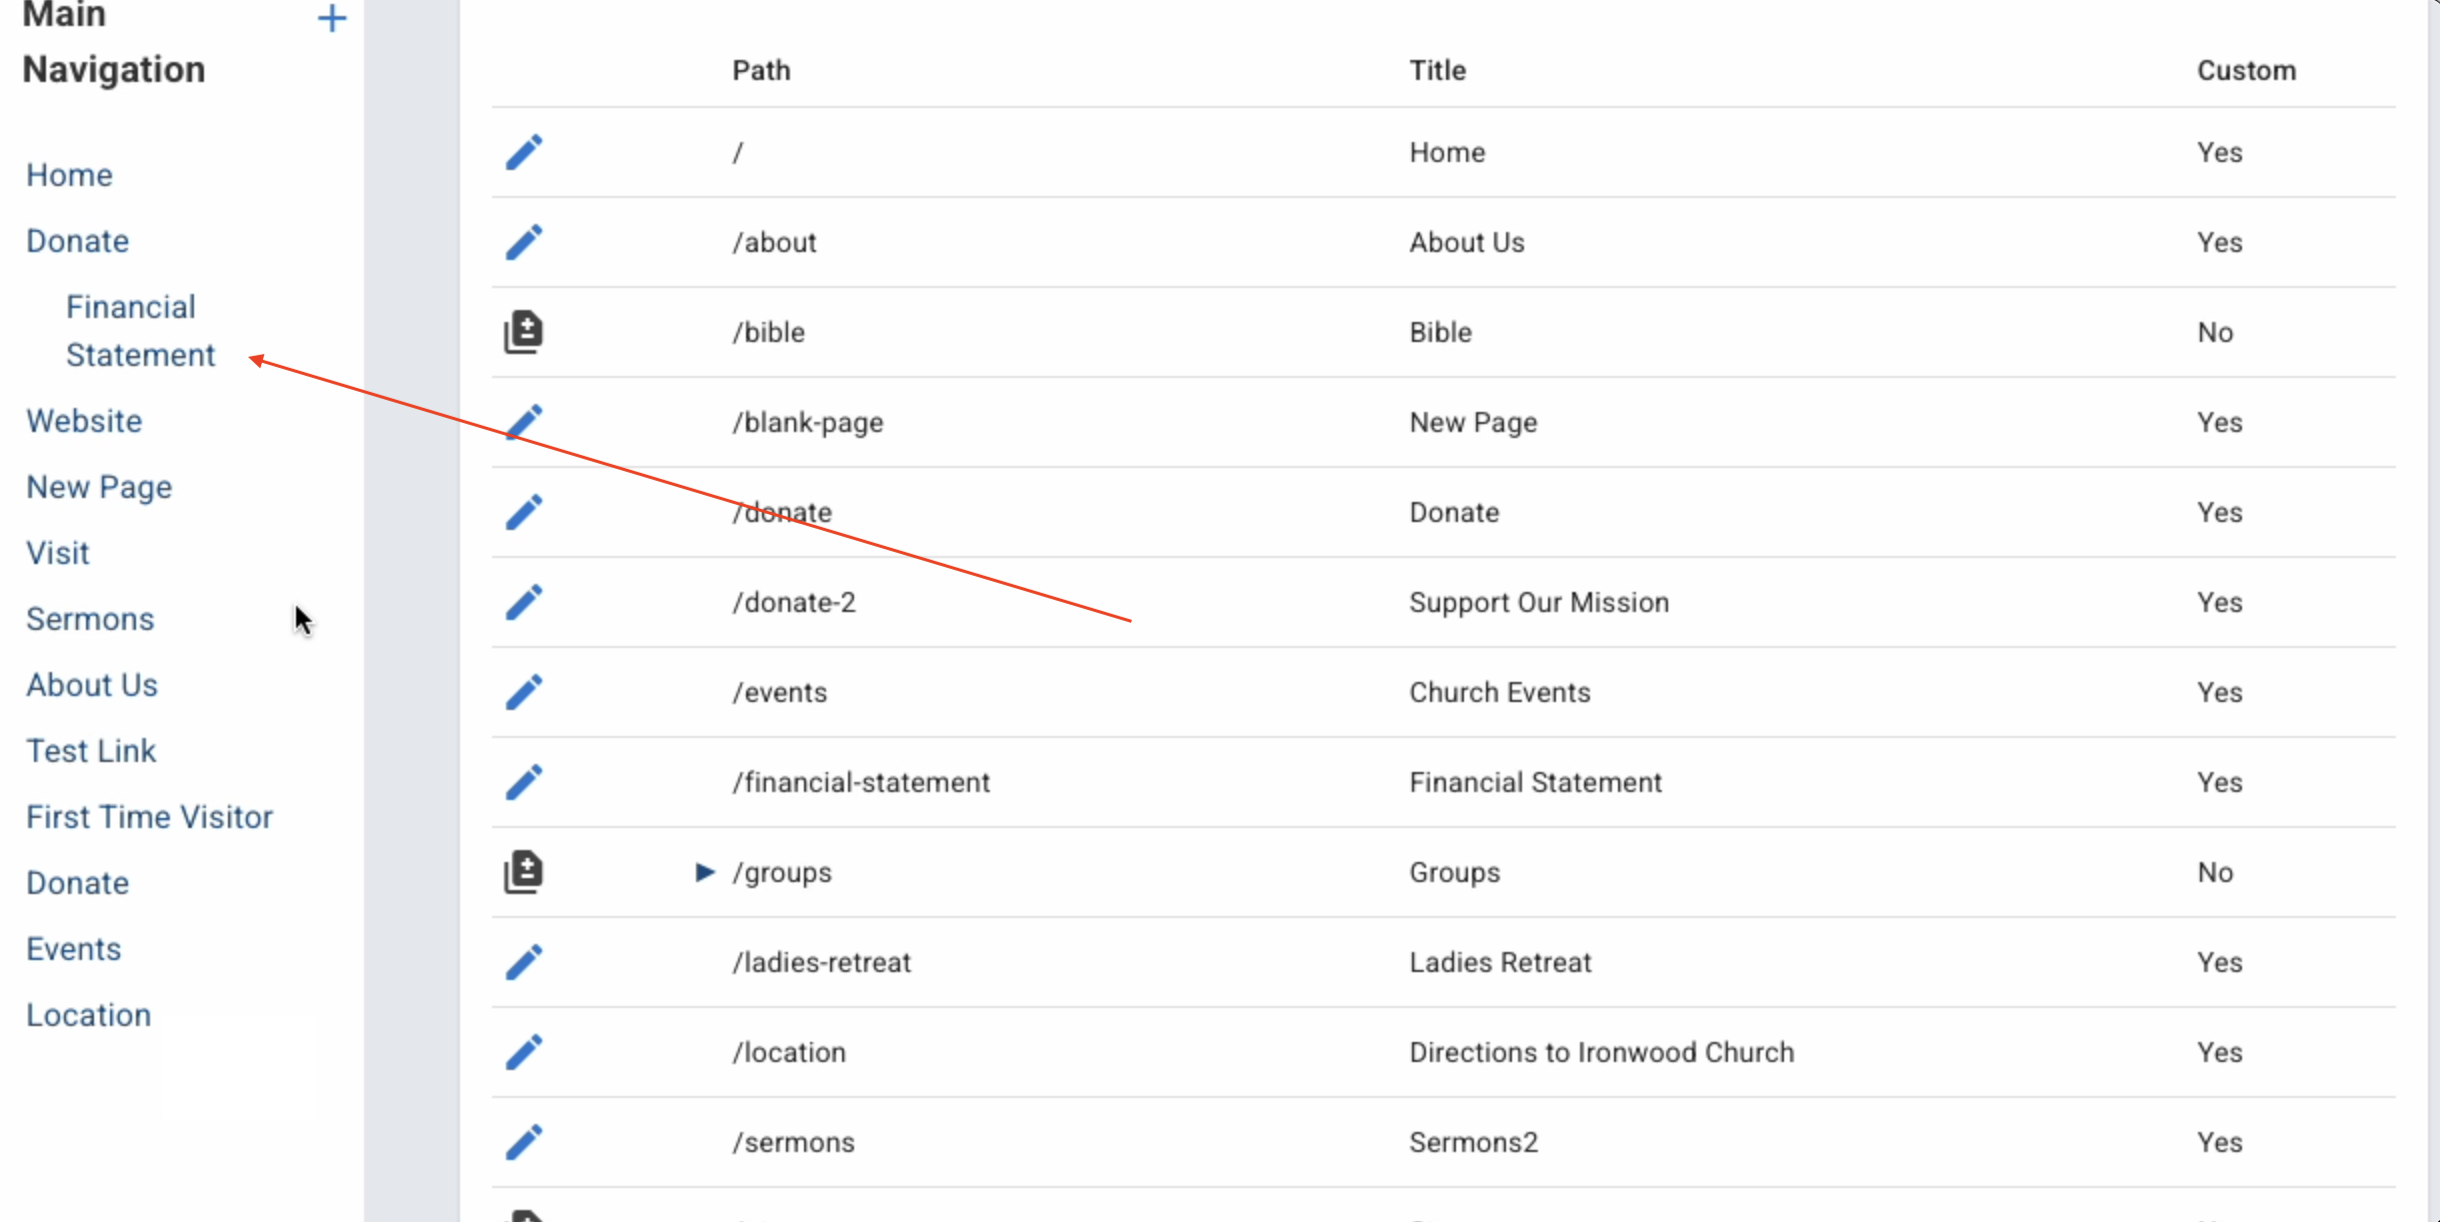 Main
Navigation
Home
Donate
Financial
Statement
Website
New Page
Visit
Sermons
About Us
Test Link
First Time Visitor
Donate
Events
Location
Path Title Custom
/ Home Yes
/about About Us Yes
/bible Bible No
/blank-page New Page Yes
/donate Donate Yes
/donate-2 Support Our Mission Yes
/events Church Events Yes
/financial-statement Financial Statement Yes
/groups Groups No
/ladies-retreat Ladies Retreat Yes
/location Directions to Ironwood Church Yes
/sermons Sermons2 Yes